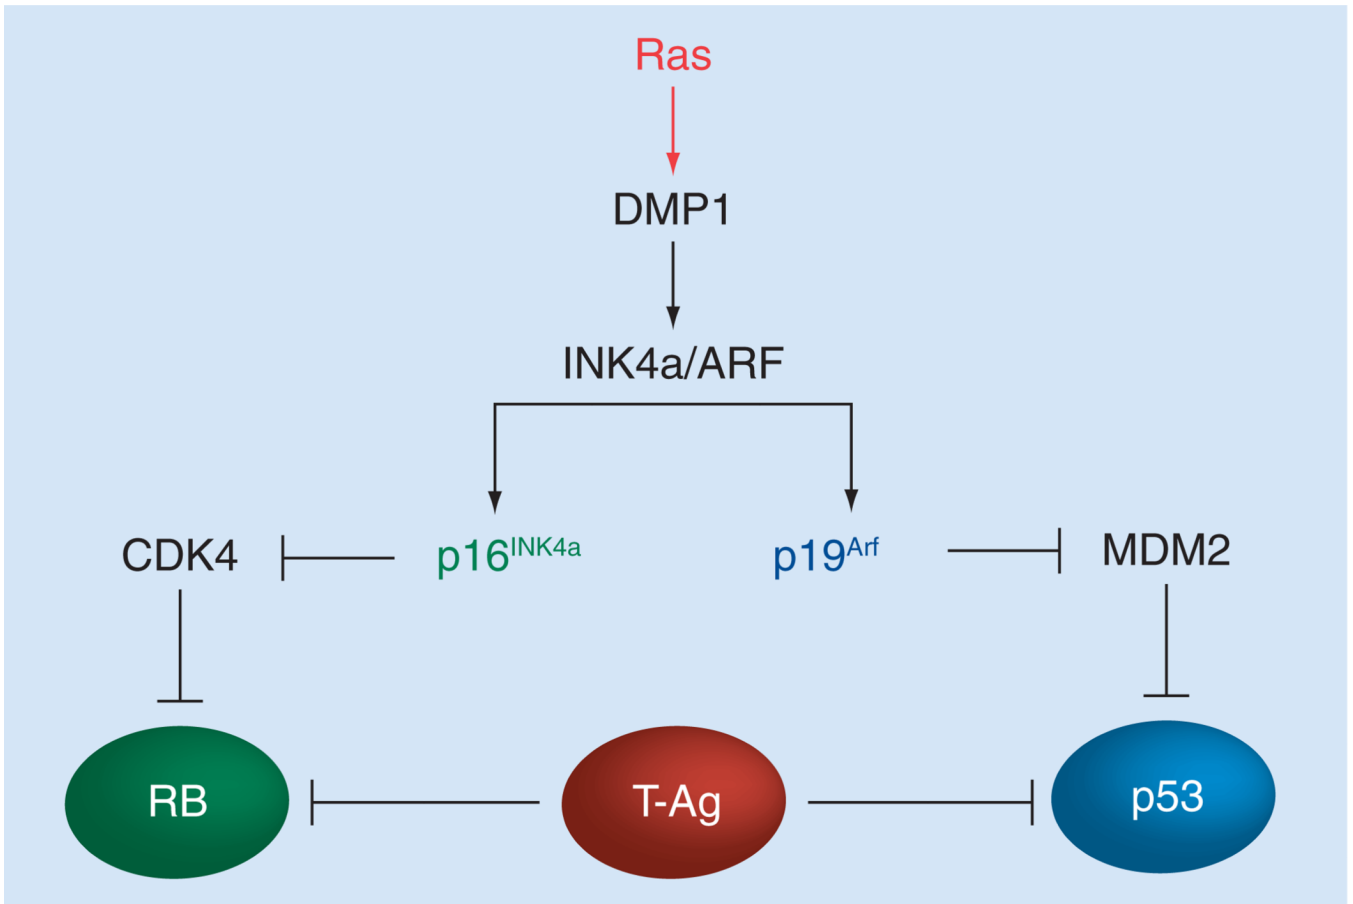 Ras
DMP1
INK4a/ARF
CDK4
p16INK4a
p19Arf
MDM2
RB
T-Ag
p53